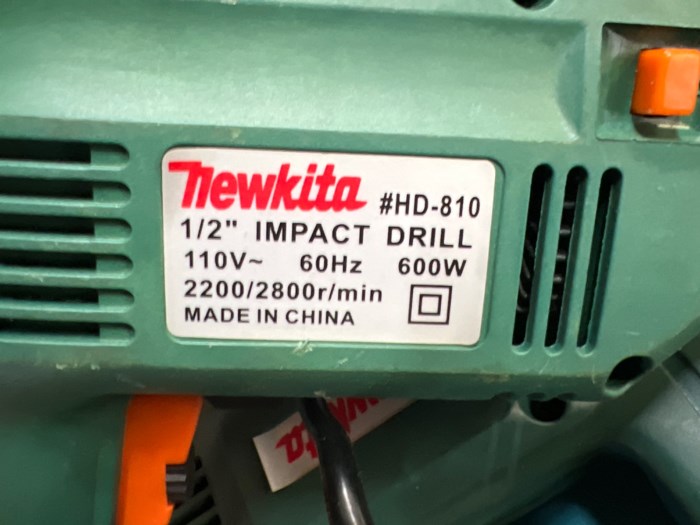 newkita #HD-810
1/2" IMPACT DRILL
110V~ 60Hz 600W
2200/2800r/min
MADE IN CHINA